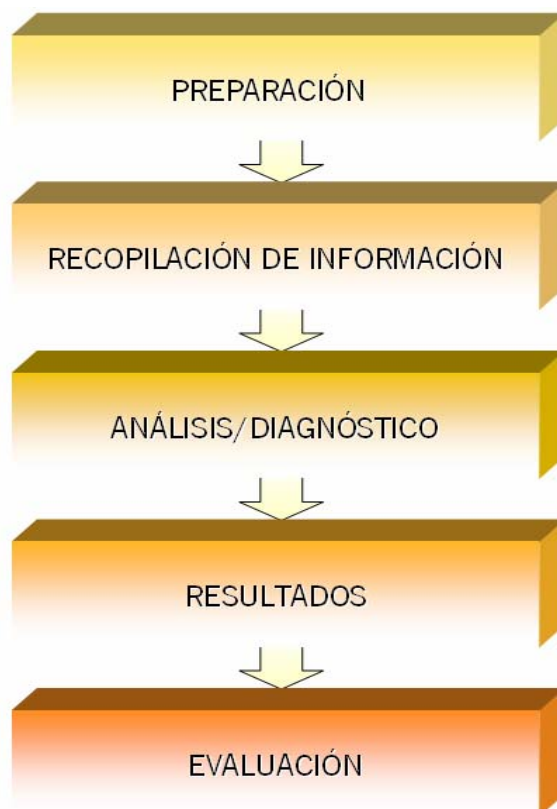 PREPARACIÓN
RECOPILACIÓN DE INFORMACIÓN
ANÁLISIS/DIAGNÓSTICO
RESULTADOS
EVALUACIÓN